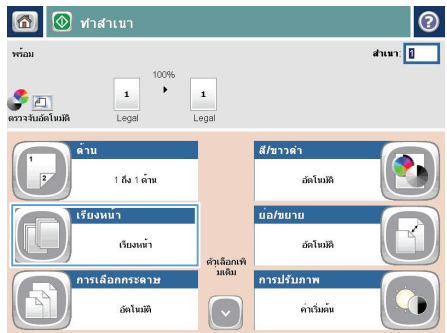 ทำสำเนา
พร้อม
สำเนา: 1
100%
1
1
ตรวจจับอัตโนมัติ
Legal
Legal
ด้าน
1
2
1 ถึง 1 ด้าน
สี/ขาวดำ
อัตโนมัติ
เรียงหน้า
เรียงหน้า
ย่อ/ขยาย
อัตโนมัติ
ตัวเลือกเพิ่
มเติม
การเลือกกระดาษ
อัตโนมัติ
การปรับภาพ
ค่าเริ่มต้น